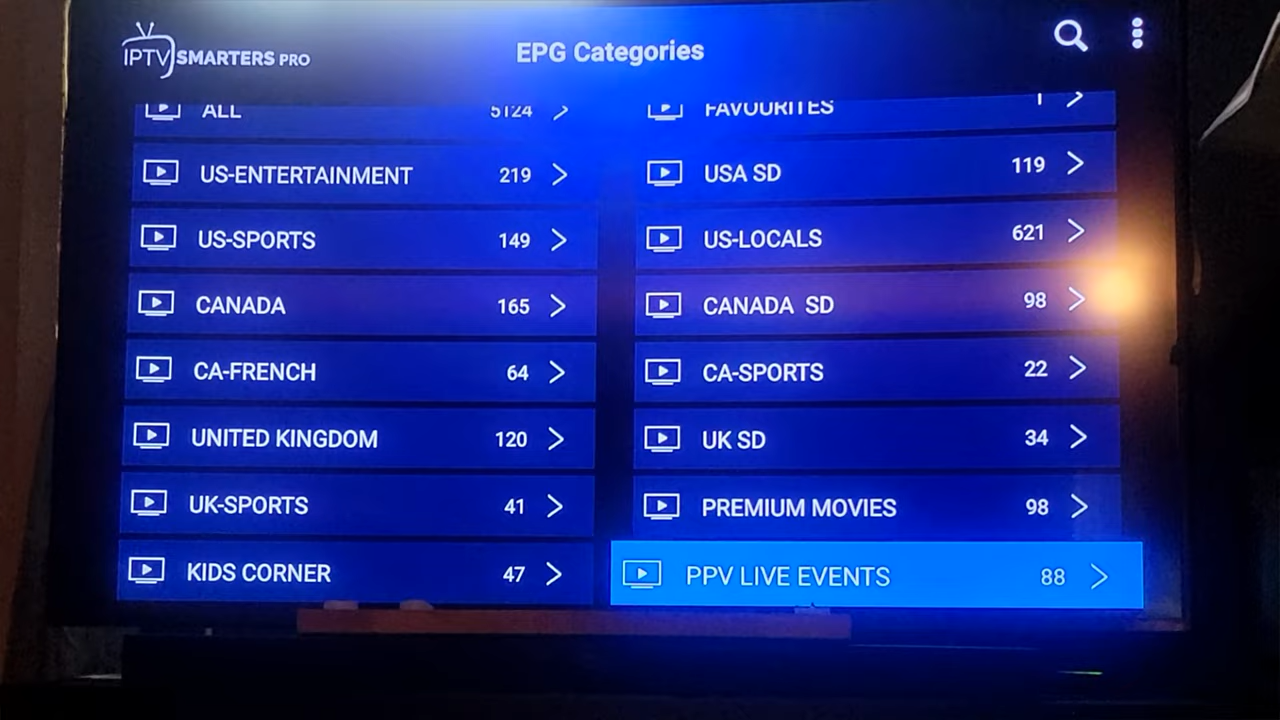 IPTV SMARTERS PRO
EPG Categories
ALL 5124
FAVOURITES 1
US-ENTERTAINMENT 219
USA SD 119
US-SPORTS 149
US-LOCALS 621
CANADA 165
CANADA SD 98
CA-FRENCH 64
CA-SPORTS 22
UNITED KINGDOM 120
UK SD 34
UK-SPORTS 41
PREMIUM MOVIES 98
KIDS CORNER 47
PPV LIVE EVENTS 88